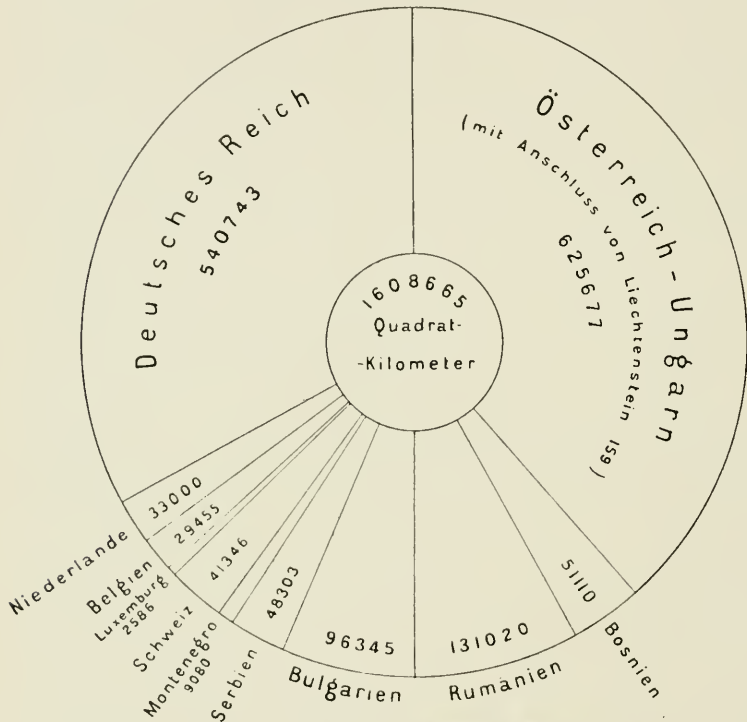 Deutsches Reich
540743
Österreich-Ungarn
(mit Anschluss von Liechtenstein 159)
625677
1608665
Quadrat-
-Kilometer
33000
Niederlande
29455
Belgien
Luxemburg
2586
41346
Schweiz
Montenegro
9080
48303
Serbien
96345
Bulgarien
131020
Rumänien
51110
Bosnien